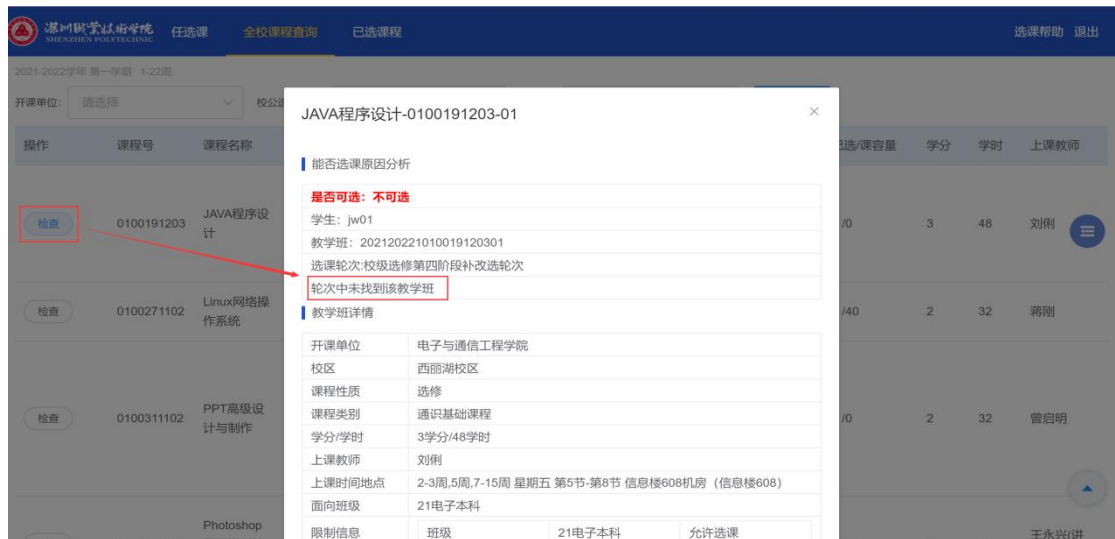 深圳职业技术学院 任选课 全校课程查询 已选课程 选课帮助 退出
SHENZHEN POLYTECHNIC
2021-2022学年 第一学期 1-22周
开课单位: 请选择 校公选
JAVA程序设计-0100191203-01 ×
操作 课程号 课程名称 已选/课容量 学分 学时 上课教师
能否选课原因分析
是否可选：不可选
学生：jw01
检查 0100191203 JAVA程序设计 /0 3 48 刘俐
教学班：202120221010019120301
选课轮次:校级选修第四阶段补改选轮次
轮次中未找到该教学班
检查 0100271102 Linux网络操作系统 /40 2 32 蒋刚
教学班详情
开课单位 电子与通信工程学院
校区 西丽湖校区
课程性质 选修
课程类别 通识基础课程
检查 0100311102 PPT高级设计与制作 /0 2 32 曾启明
学分/学时 3学分/48学时
上课教师 刘俐
上课时间地点 2-3周,5周,7-15周 星期五 第5节-第8节 信息楼608机房（信息楼608）
面向班级 21电子本科
限制信息 班级 21电子本科 允许选课
Photoshop 王永兴(讲